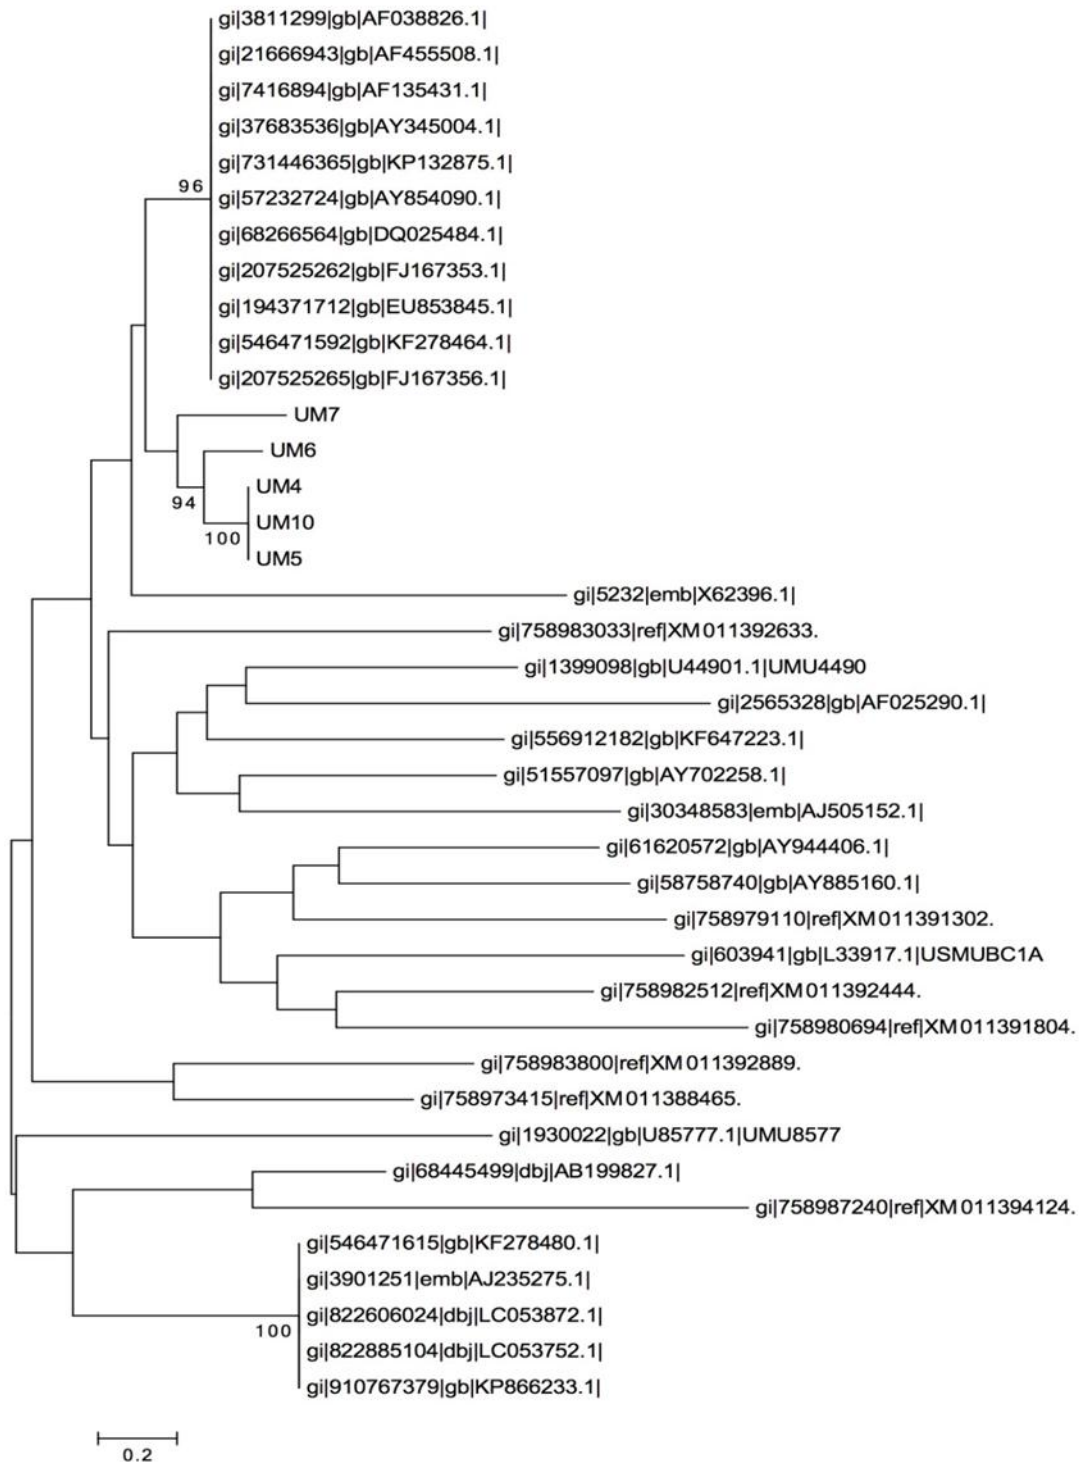 gi|3811299|gb|AF038826.1|
gi|21666943|gb|AF455508.1|
gi|7416894|gb|AF135431.1|
gi|37683536|gb|AY345004.1|
gi|731446365|gb|KP132875.1|
96
gi|57232724|gb|AY854090.1|
gi|68266564|gb|DQ025484.1|
gi|207525262|gb|FJ167353.1|
gi|194371712|gb|EU853845.1|
gi|546471592|gb|KF278464.1|
gi|207525265|gb|FJ167356.1|
UM7
UM6
UM4
94
UM10
100
UM5
gi|5232|emb|X62396.1|
gi|758983033|ref|XM 011392633.
gi|1399098|gb|U44901.1|UMU4490
gi|2565328|gb|AF025290.1|
gi|556912182|gb|KF647223.1|
gi|51557097|gb|AY702258.1|
gi|30348583|emb|AJ505152.1|
gi|61620572|gb|AY944406.1|
gi|58758740|gb|AY885160.1|
gi|758979110|ref|XM 011391302.
gi|603941|gb|L33917.1|USMUBC1A
gi|758982512|ref|XM 011392444.
gi|758980694|ref|XM 011391804.
gi|758983800|ref|XM 011392889.
gi|758973415|ref|XM 011388465.
gi|1930022|gb|U85777.1|UMU8577
gi|68445499|dbj|AB199827.1|
gi|758987240|ref|XM 011394124.
gi|546471615|gb|KF278480.1|
gi|3901251|emb|AJ235275.1|
gi|822606024|dbj|LC053872.1|
100
gi|822885104|dbj|LC053752.1|
gi|910767379|gb|KP866233.1|
0.2